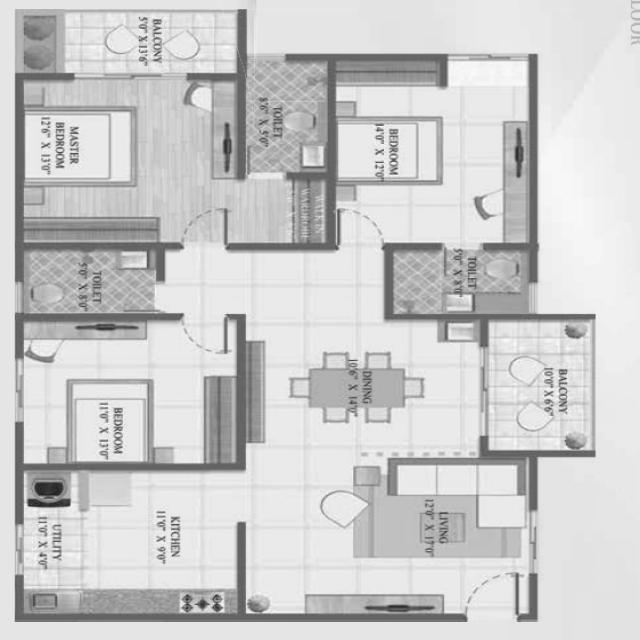 LOOR
BALCONY
5'0" X 13'6"
TOILET
8'6" X 5'0"
MASTER
BEDROOM
12'6" X 13'0"
BEDROOM
14'0" X 12'0"
WALK IN
WARDROBE
TOILET
5'0" X 8'0"
TOILET
5'0" X 8'0"
BEDROOM
11'0" X 13'0"
DINING
10'6" X 14'0"
BALCONY
10'0" X 6'6"
LIVING
12'0" X 17'0"
KITCHEN
11'0" X 9'0"
UTILITY
11'0" X 4'0"